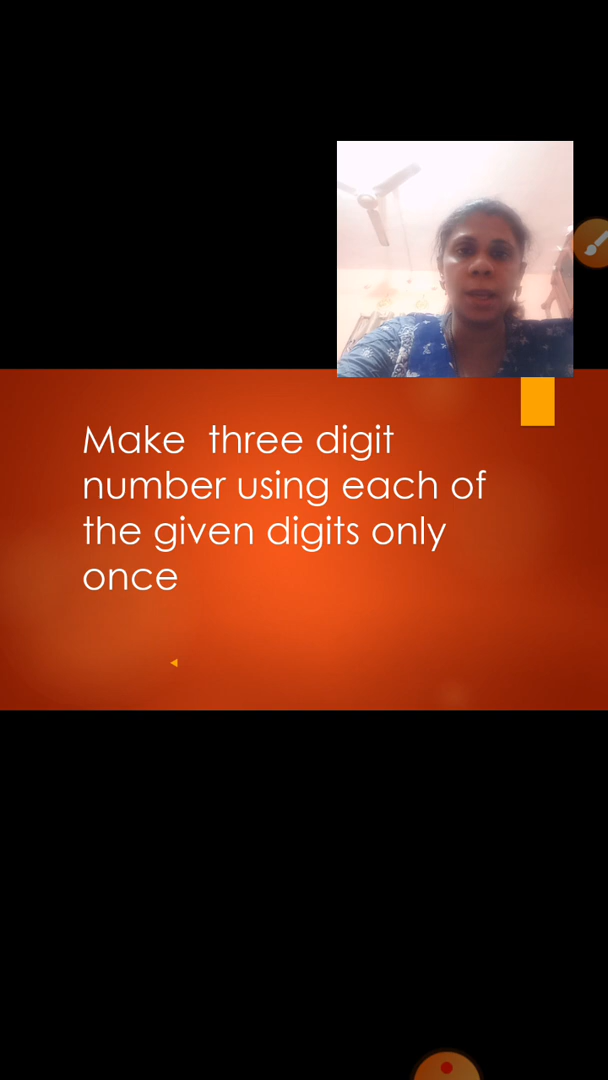 Make three digit
number using each of
the given digits only
once